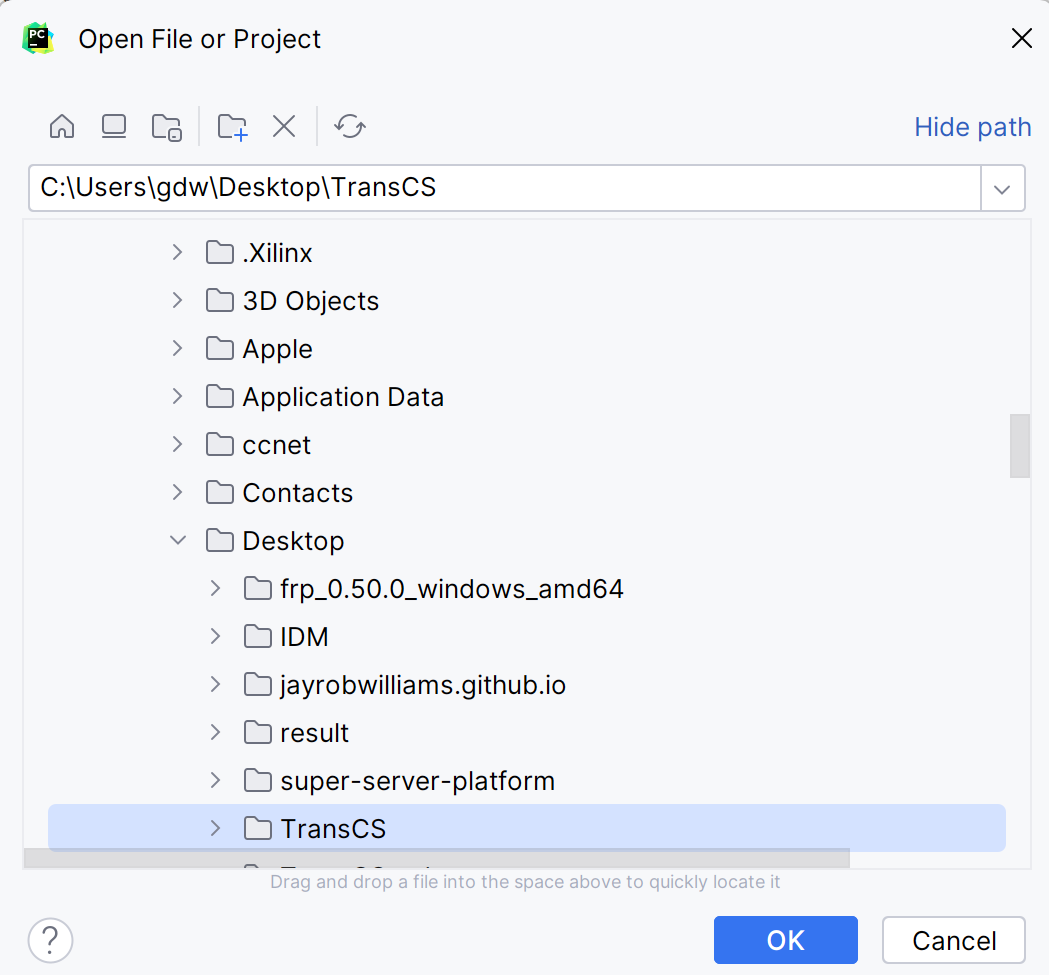 PC
Open File or Project
Hide path
C:\Users\gdw\Desktop\TransCS
.Xilinx
3D Objects
Apple
Application Data
ccnet
Contacts
Desktop
frp_0.50.0_windows_amd64
IDM
jayrobwilliams.github.io
result
super-server-platform
TransCS
Drag and drop a file into the space above to quickly locate it
?
OK
Cancel